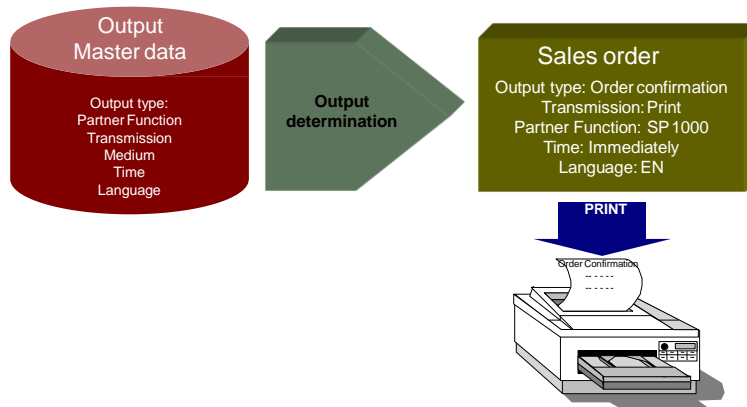 Output
Master data
Output type:
Partner Function
Transmission
Medium
Time
Language
Output
determination
Sales order
Output type: Order confirmation
Transmission: Print
Partner Function: SP 1000
Time: Immediately
Language: EN
PRINT
Order Confirmation
-- -- -
-- -- -